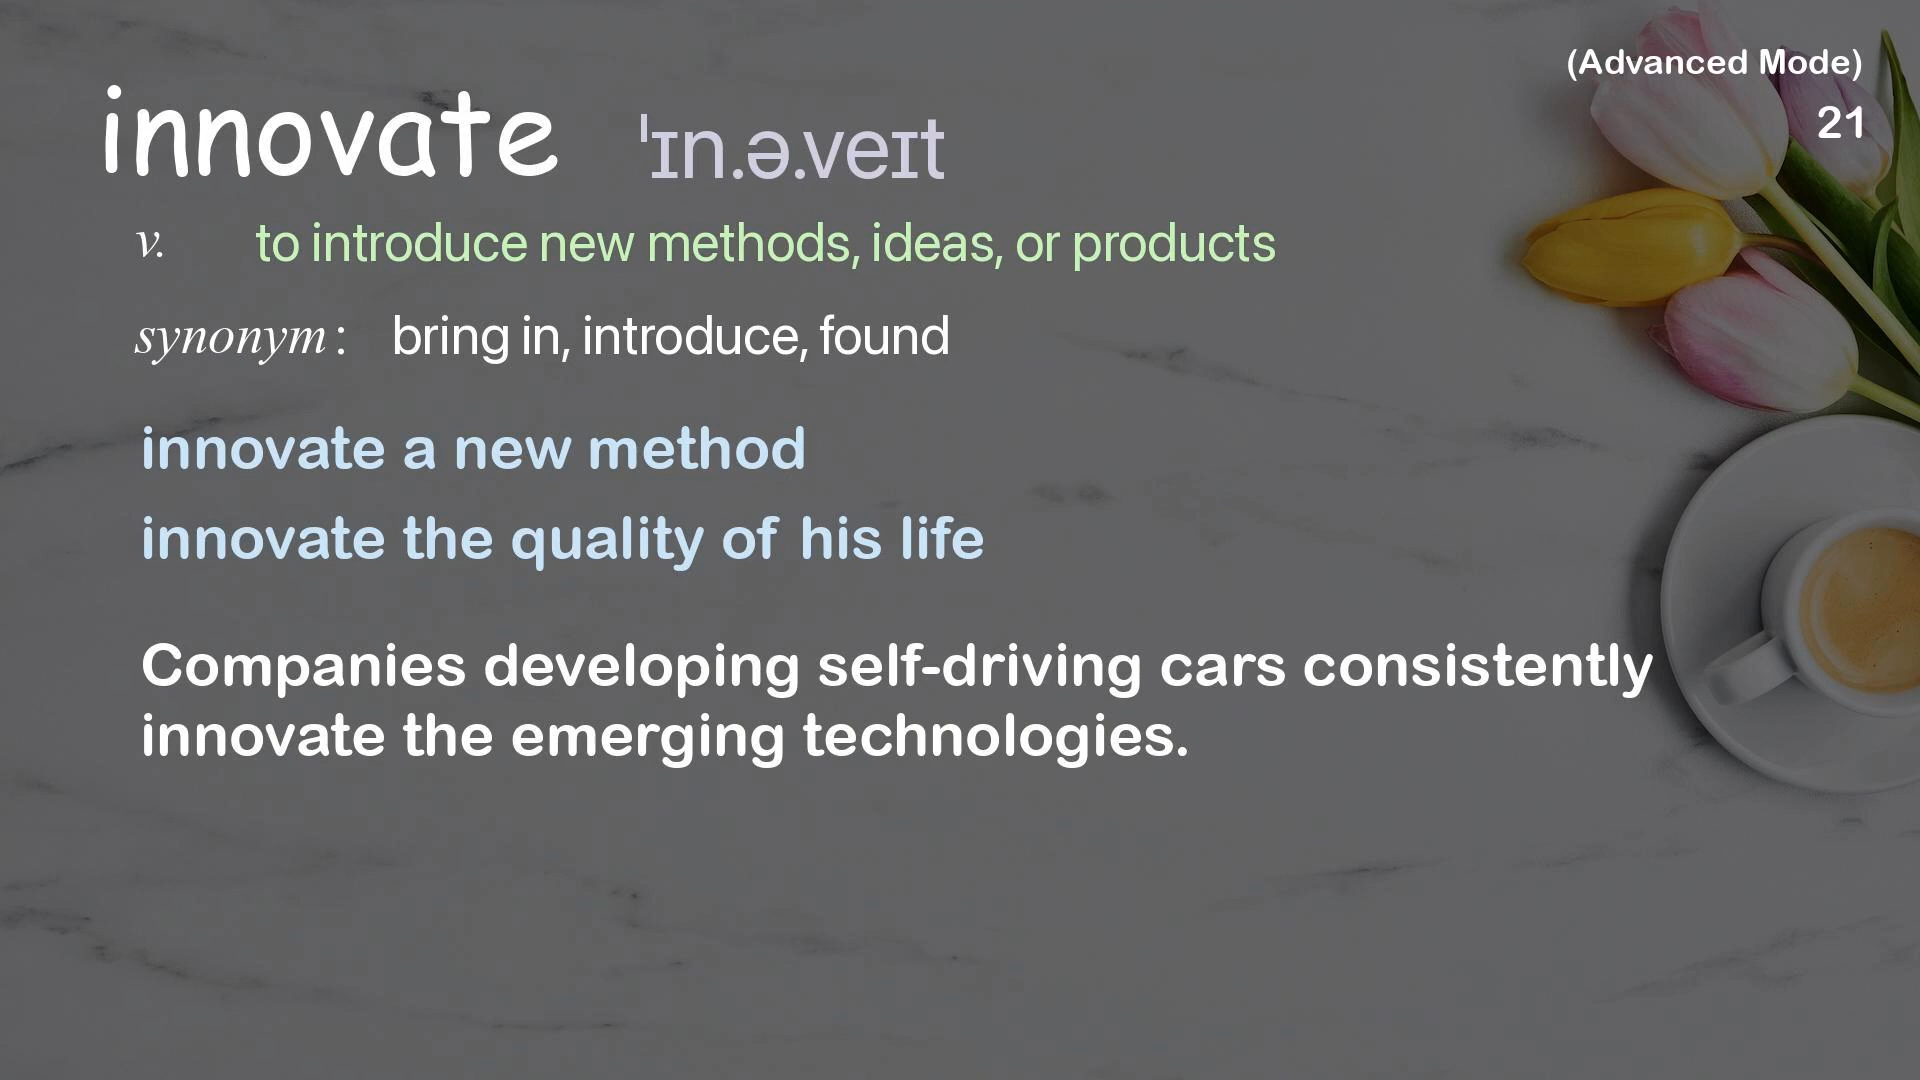 (Advanced Mode)
21
innovate ˈɪn.ə.veɪt
v. to introduce new methods, ideas, or products
synonym : bring in, introduce, found
innovate a new method
innovate the quality of his life
Companies developing self-driving cars consistently
innovate the emerging technologies.